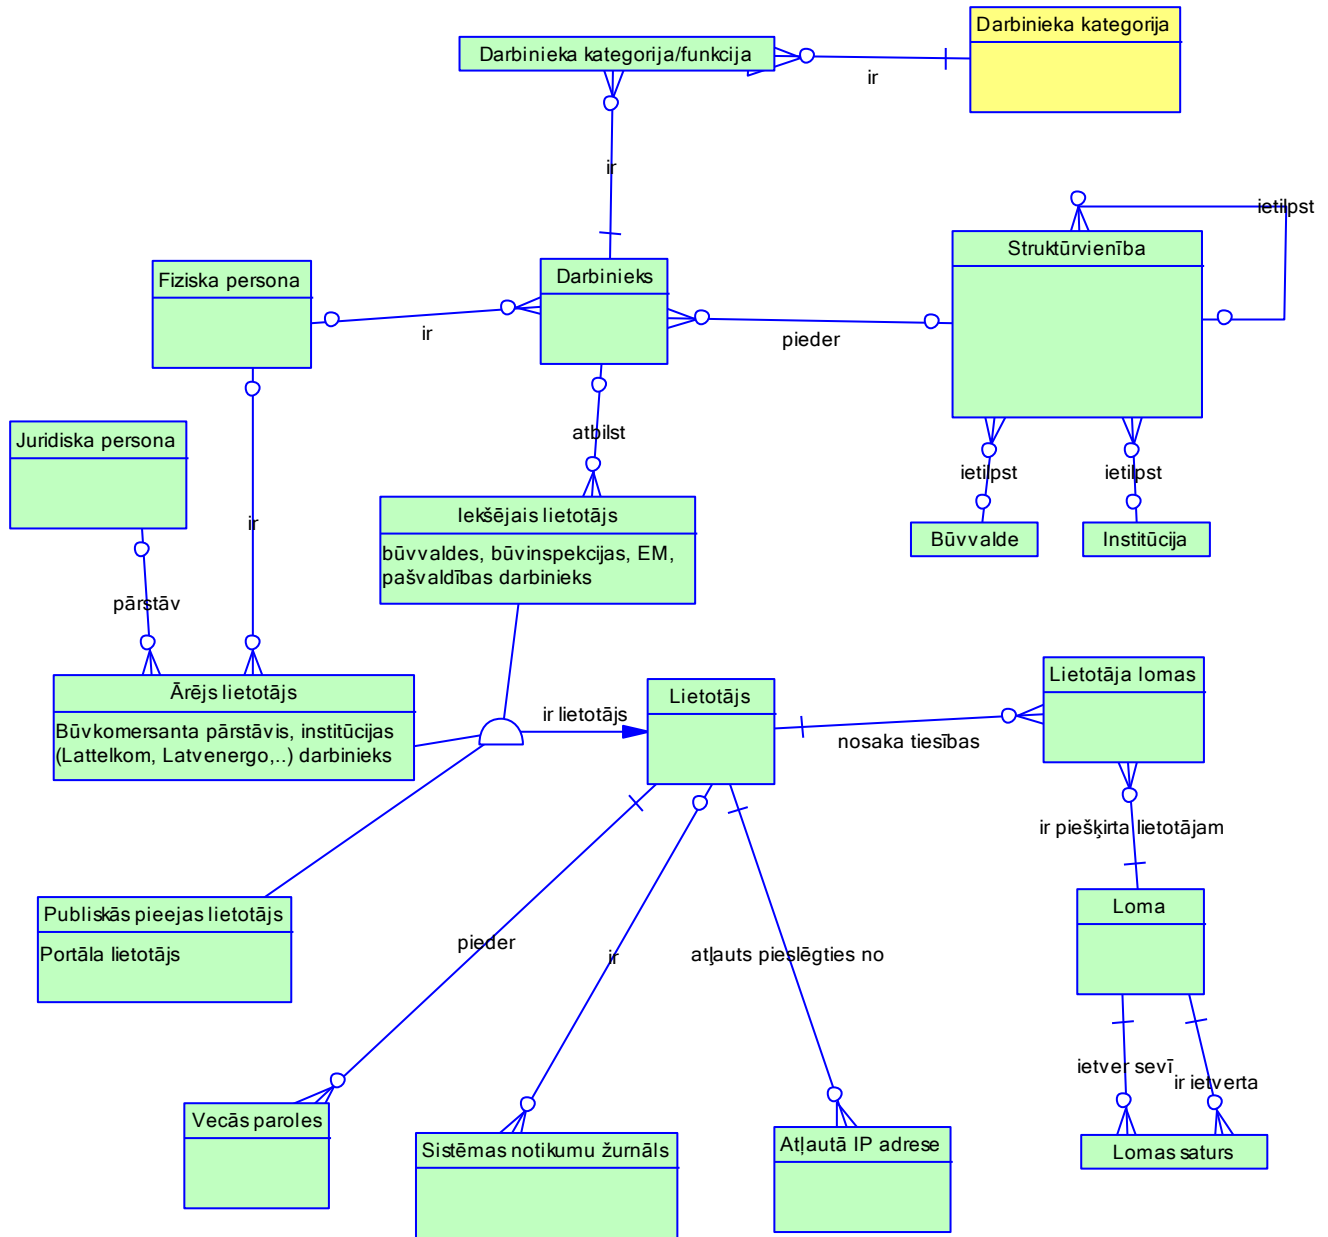 Darbinieka kategorija
Darbinieka kategorija/funkcija
ir
ir
ietilpst
Struktūrvienība
Fiziska persona
Darbinieks
ir
pieder
Juridiska persona
atbilst
ietilpst
ietilpst
Iekšējais lietotājs
būvvaldes, būvinspekcijas, EM,
pašvaldības darbinieks
ir
Būvvalde
Institūcija
pārstāv
Ārējs lietotājs
Būvkomersanta pārstāvis, institūcijas
(Lattelkom, Latvenergo,..) darbinieks
ir lietotājs
Lietotājs
nosaka tiesības
Lietotāja lomas
ir piešķirta lietotājam
Publiskās pieejas lietotājs
Portāla lietotājs
Loma
pieder
ir
atļauts pieslēgties no
ietver sevī
ir ietverta
Vecās paroles
Sistēmas notikumu žurnāls
Atļautā IP adrese
Lomas saturs